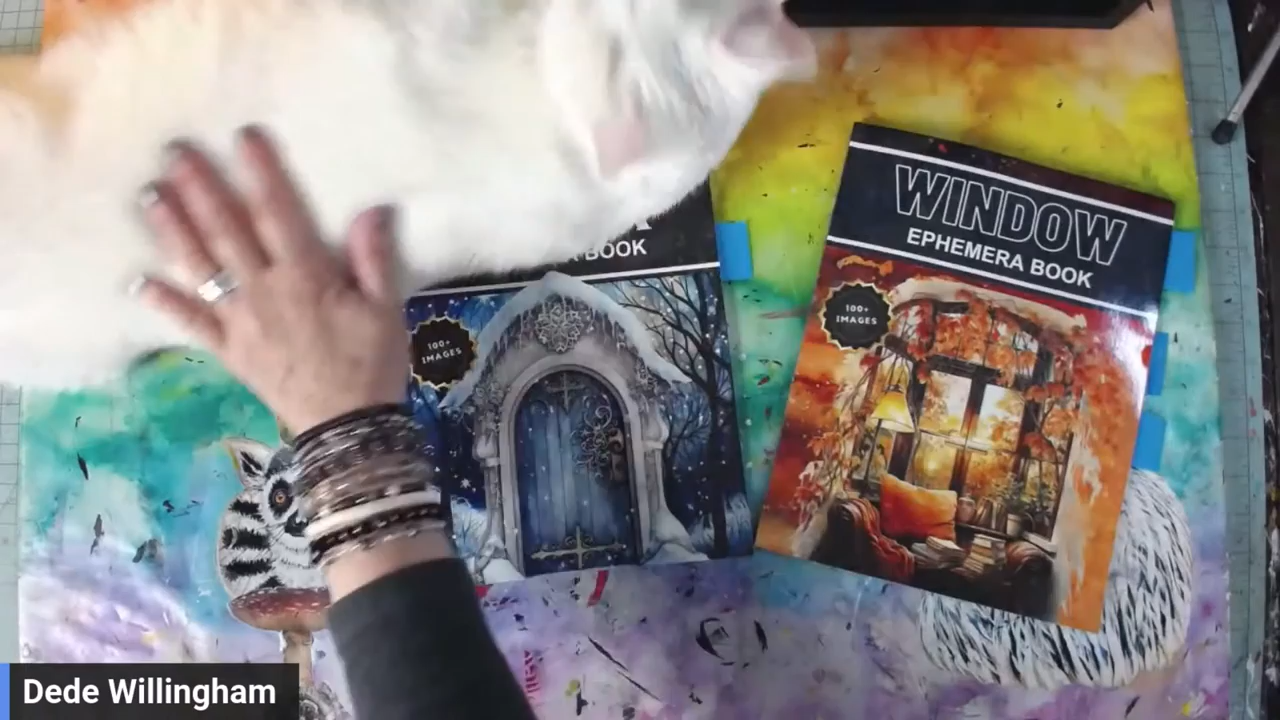 BOOK
100+
IMAGES
WINDOW
EPHEMERA BOOK
100+
IMAGES
Dede Willingham